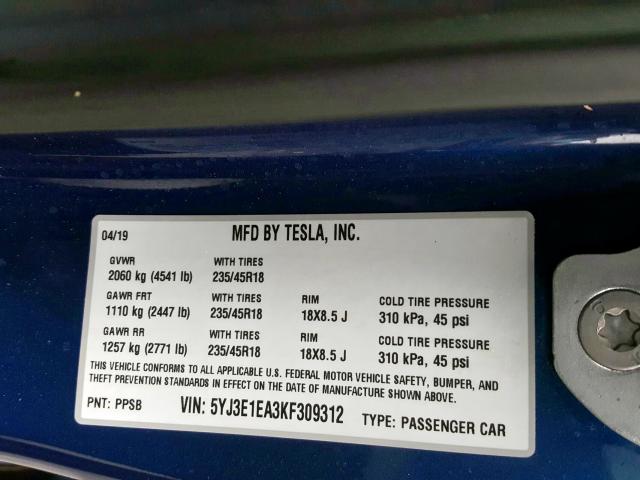 04/19 MFD BY TESLA, INC.
GVWR WITH TIRES
2060 kg (4541 lb) 235/45R18
GAWR FRT WITH TIRES RIM COLD TIRE PRESSURE
1110 kg (2447 lb) 235/45R18 18X8.5 J 310 kPa, 45 psi
GAWR RR WITH TIRES RIM COLD TIRE PRESSURE
1257 kg (2771 lb) 235/45R18 18X8.5 J 310 kPa, 45 psi
THIS VEHICLE CONFORMS TO ALL APPLICABLE U.S. FEDERAL MOTOR VEHICLE SAFETY, BUMPER, AND
THEFT PREVENTION STANDARDS IN EFFECT ON THE DATE OF MANUFACTURE SHOWN ABOVE.
PNT: PPSB VIN: 5YJ3E1EA3KF309312 TYPE: PASSENGER CAR